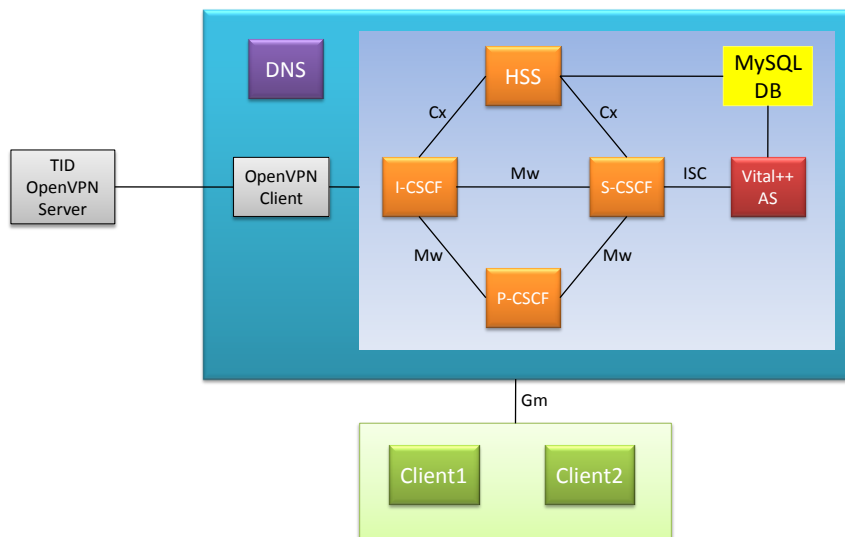 DNS
HSS
MySQL
DB
Cx
Cx
TID
OpenVPN
Server
OpenVPN
Client
I-CSCF
Mw
S-CSCF
ISC
Vital++
AS
Mw
Mw
P-CSCF
Gm
Client1
Client2